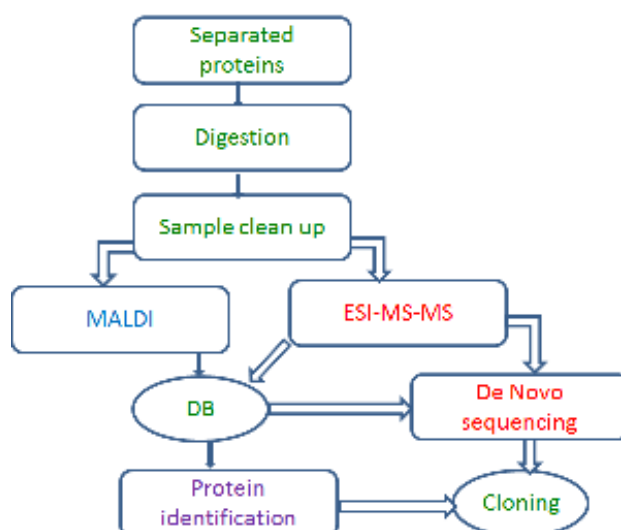 Separated
proteins
Digestion
Sample clean up
MALDI
ESI-MS-MS
DB
De Novo
sequencing
Protein
identification
Cloning